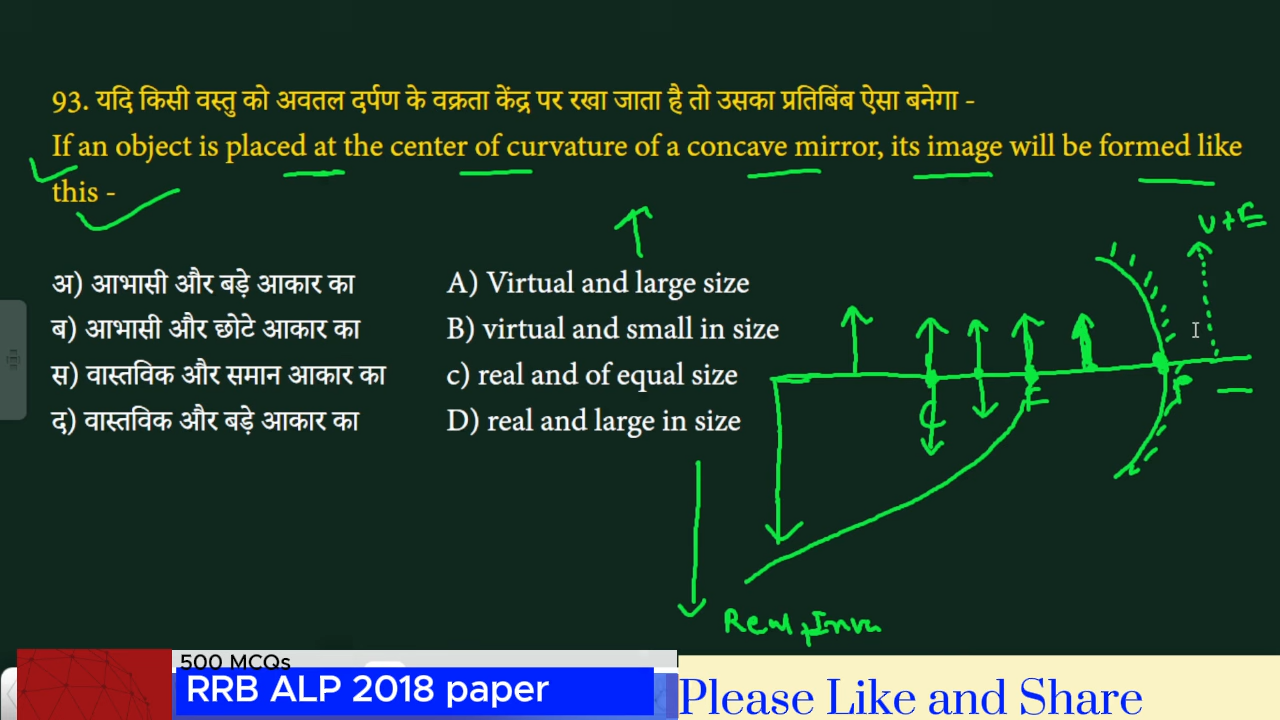 93. यदि किसी वस्तु को अवतल दर्पण के वक्रता केंद्र पर रखा जाता है तो उसका प्रतिबिंब ऐसा बनेगा -
If an object is placed at the center of curvature of a concave mirror, its image will be formed like
this -
V+E
अ) आभासी और बड़े आकार का A) Virtual and large size
ब) आभासी और छोटे आकार का B) virtual and small in size
स) वास्तविक और समान आकार का c) real and of equal size
द) वास्तविक और बड़े आकार का D) real and large in size
C F P
Real, Inve
500 MCQs
RRB ALP 2018 paper
Please Like and Share